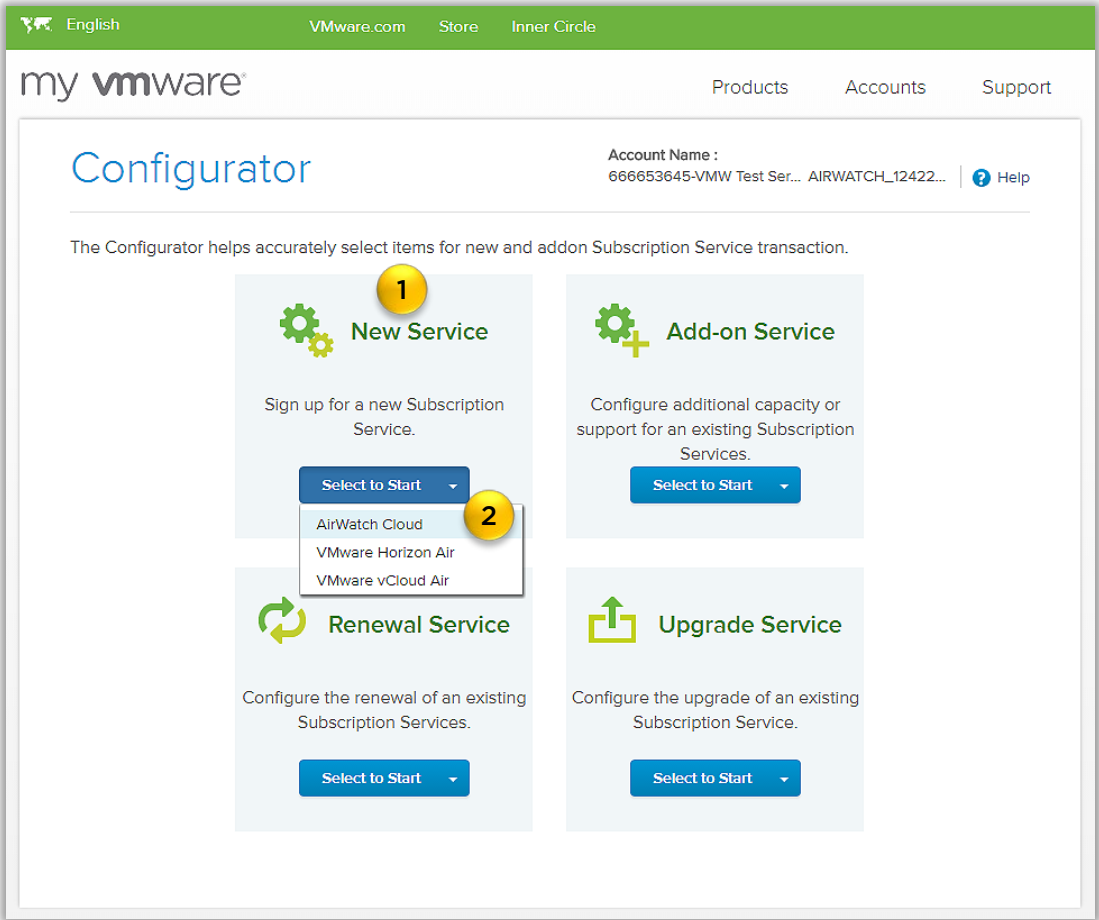 English
VMware.com Store Inner Circle
my vmware®
Products Accounts Support
Configurator
Account Name :
666653645-VMW Test Ser... AIRWATCH_12422...
? Help
The Configurator helps accurately select items for new and addon Subscription Service transaction.
1
New Service
Sign up for a new Subscription
Service.
Select to Start
2
AirWatch Cloud
VMware Horizon Air
VMware vCloud Air
Add-on Service
Configure additional capacity or
support for an existing Subscription
Services.
Select to Start
Renewal Service
Configure the renewal of an existing
Subscription Services.
Select to Start
Upgrade Service
Configure the upgrade of an existing
Subscription Service.
Select to Start